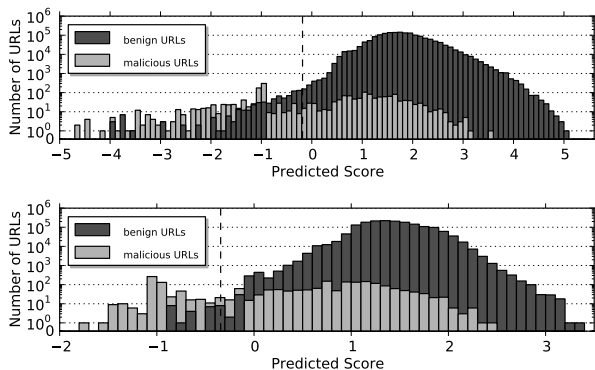 Number of URLs
10^6
10^5
10^4
10^3
10^2
10^1
10^0
0
benign URLs
malicious URLs
−5 −4 −3 −2 −1 0 1 2 3 4 5
Predicted Score
Number of URLs
10^6
10^5
10^4
10^3
10^2
10^1
10^0
0
benign URLs
malicious URLs
−2 −1 0 1 2 3
Predicted Score